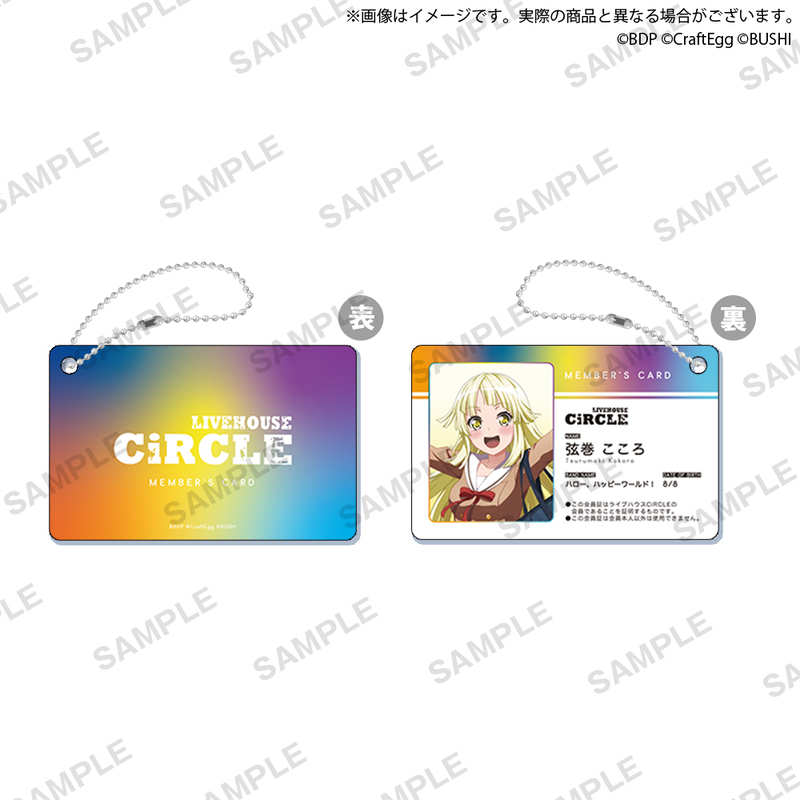 ※画像はイメージです。実際の商品と異なる場合がございます。
©BDP ©CraftEgg ©BUSHI
表
LIVEHOUSE
CiRCLE
MEMBER'S CARD
©BDP ©CraftEgg ©BUSHI
裏
MEMBER'S CARD
LIVEHOUSE
CiRCLE
NAME
弦巻 こころ
Tsurumaki Kokoro
BAND NAME DATE OF BIRTH
ハロー、ハッピーワールド! 8/8
●この会員証はライブハウスCiRCLEの
会員であることを証明するものです。
●この会員証は会員本人以外は使用できません。
SAMPLE